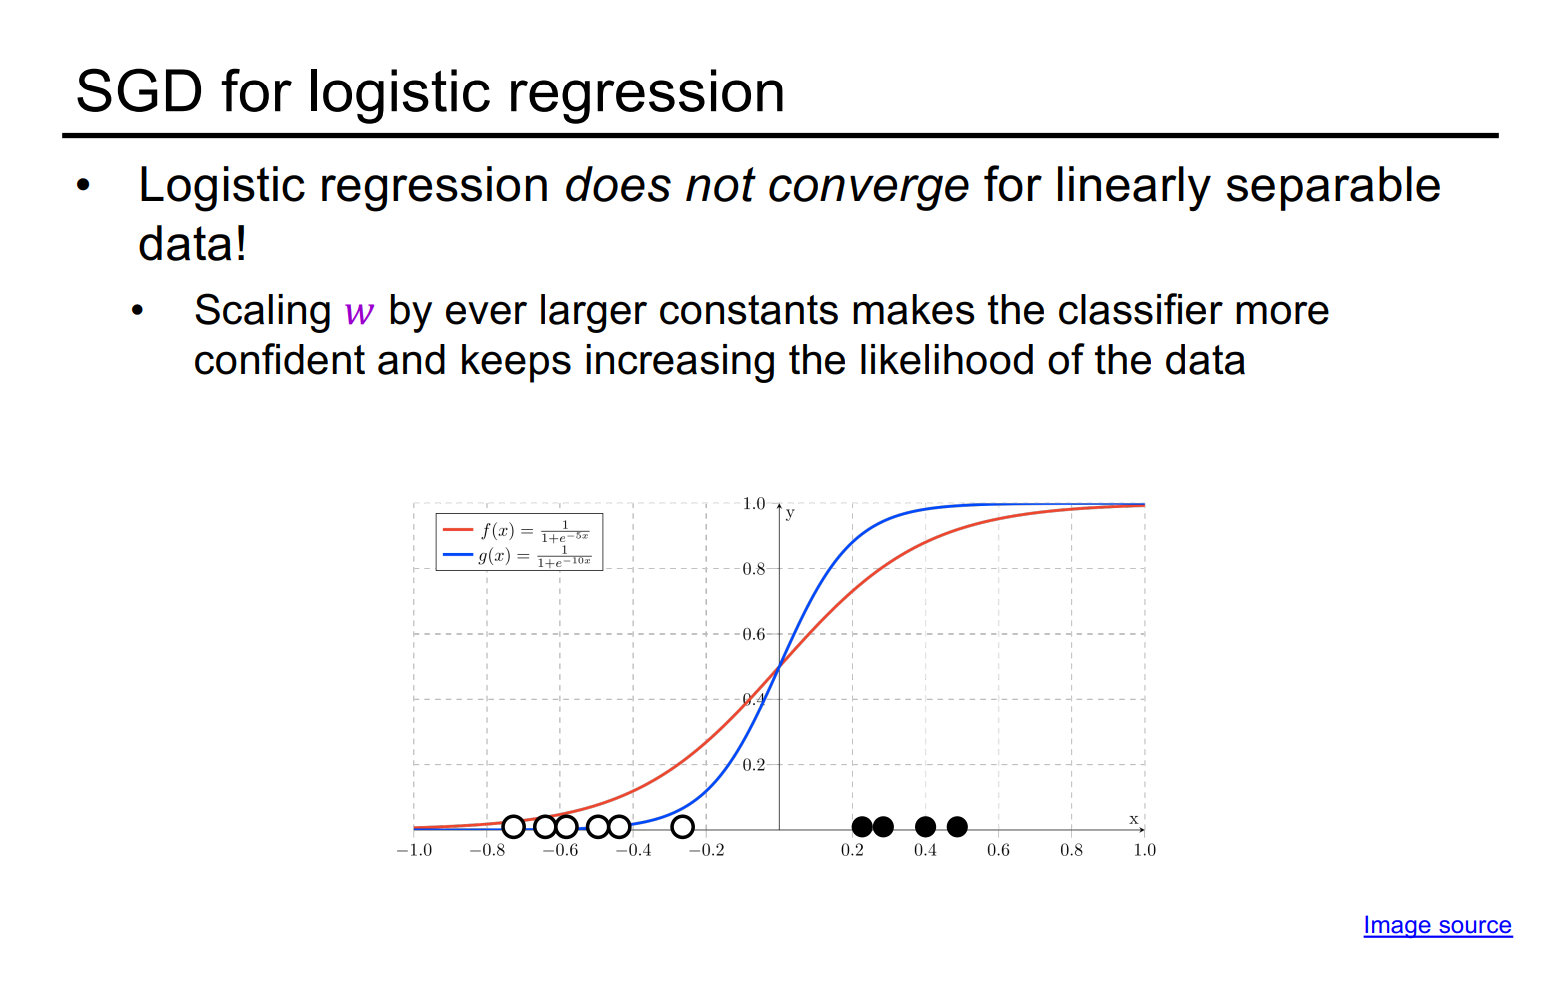 SGD for logistic regression
• Logistic regression does not converge for linearly separable
data!
• Scaling w by ever larger constants makes the classifier more
confident and keeps increasing the likelihood of the data
f(x) = 1/(1+e^{-5x})
g(x) = 1/(1+e^{-10x})
y
1.0
0.8
0.6
0.4
0.2
x
−1.0 −0.8 −0.6 −0.4 −0.2 0.2 0.4 0.6 0.8 1.0
Image source